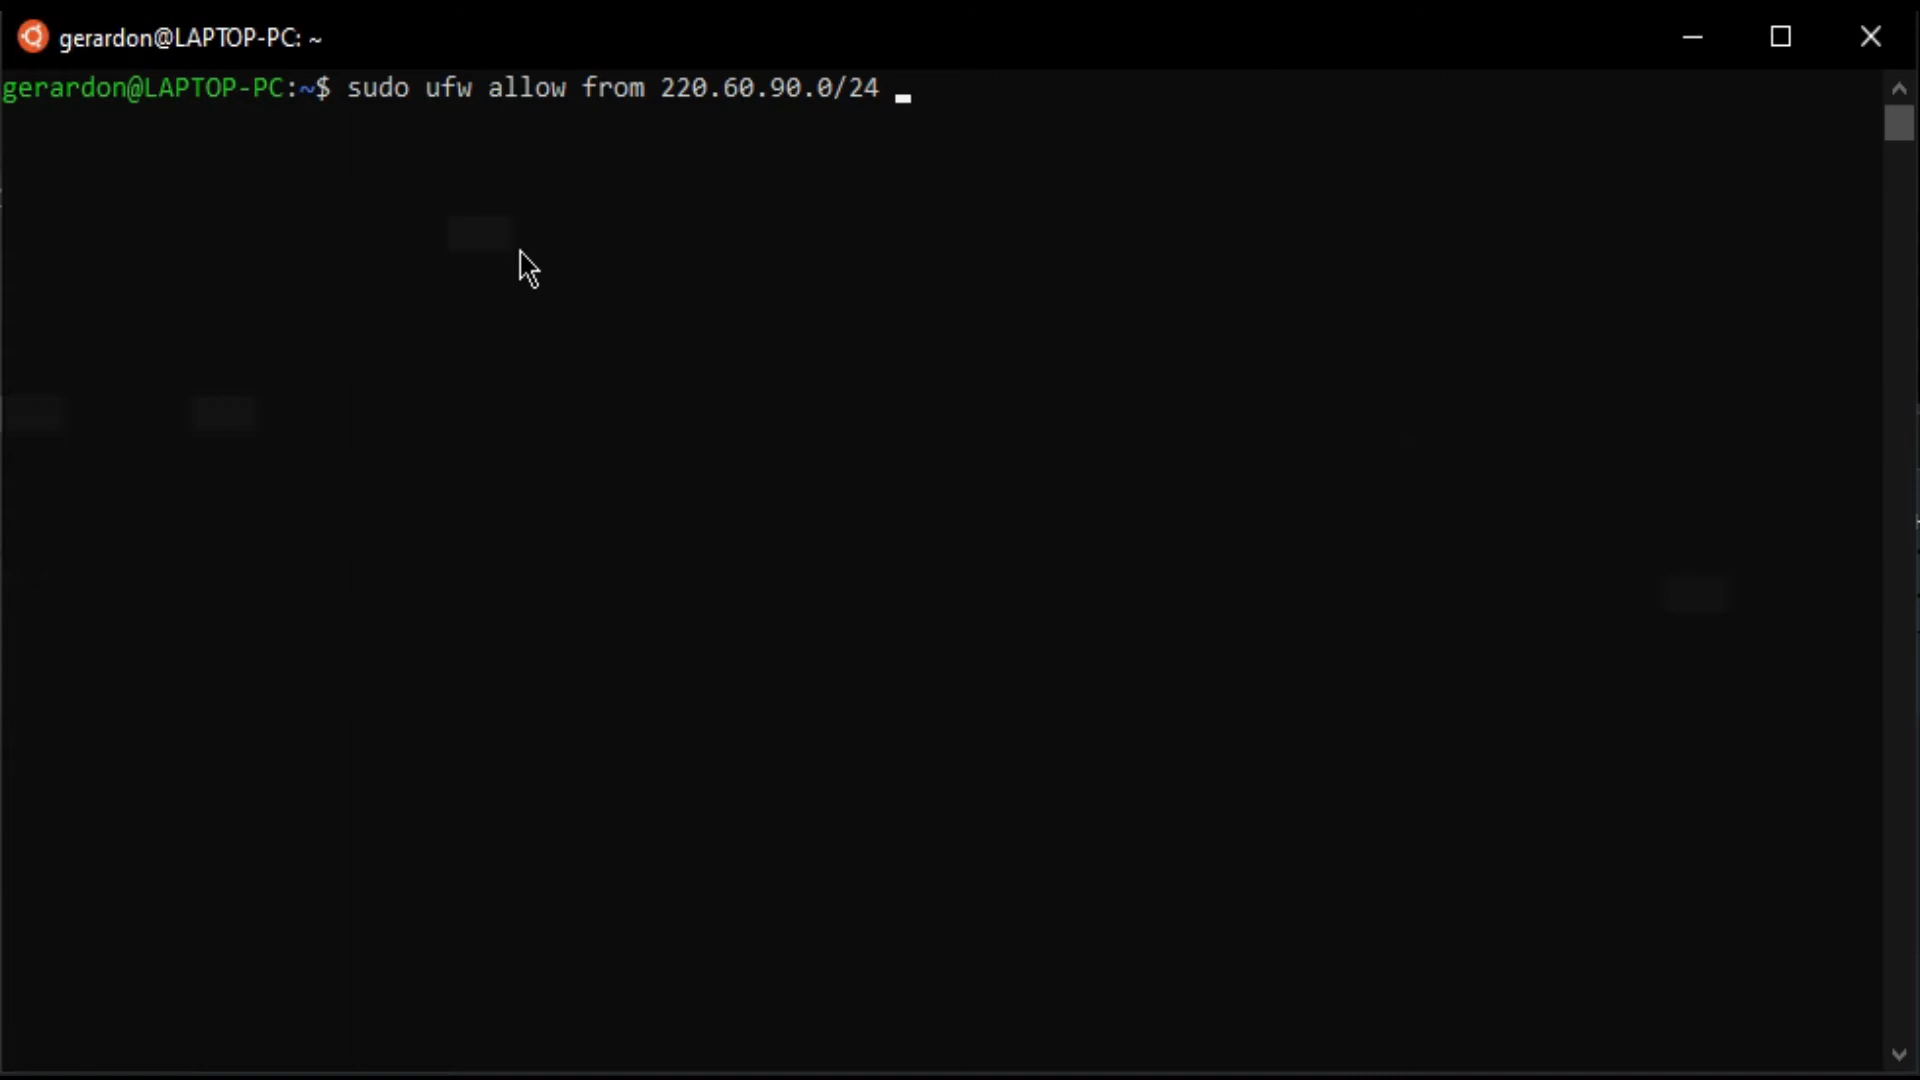 gerardon@LAPTOP-PC: ~
gerardon@LAPTOP-PC:~$ sudo ufw allow from 220.60.90.0/24